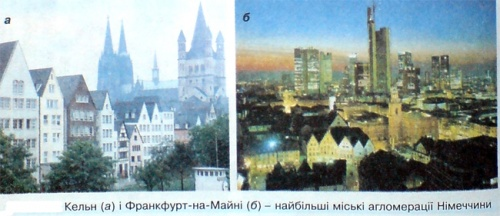 а
б
Кельн (а) і Франкфурт-на-Майні (б) – найбільші міські агломерації Німеччини